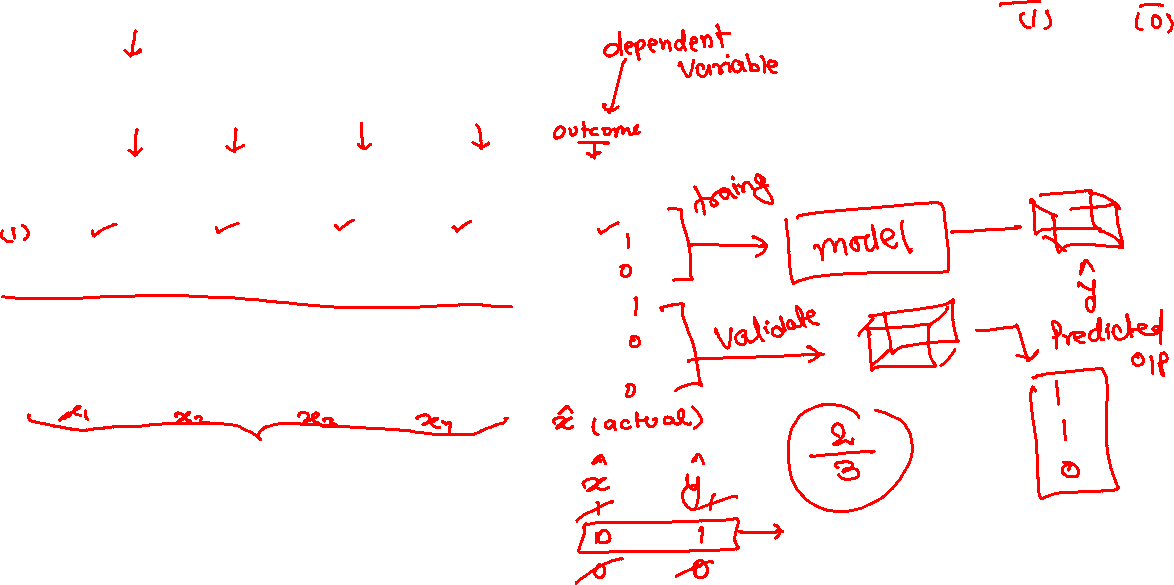 (1) (0)
dependent
variable
outcome
traing
(1) 1
0
model
ŷ
1
0
0
validate
Predicted
O/P
1
1
0
x1 x2 x3 x4
x̂ (actual)
2
3
x̂ ŷ
1 1
0 1
0 0